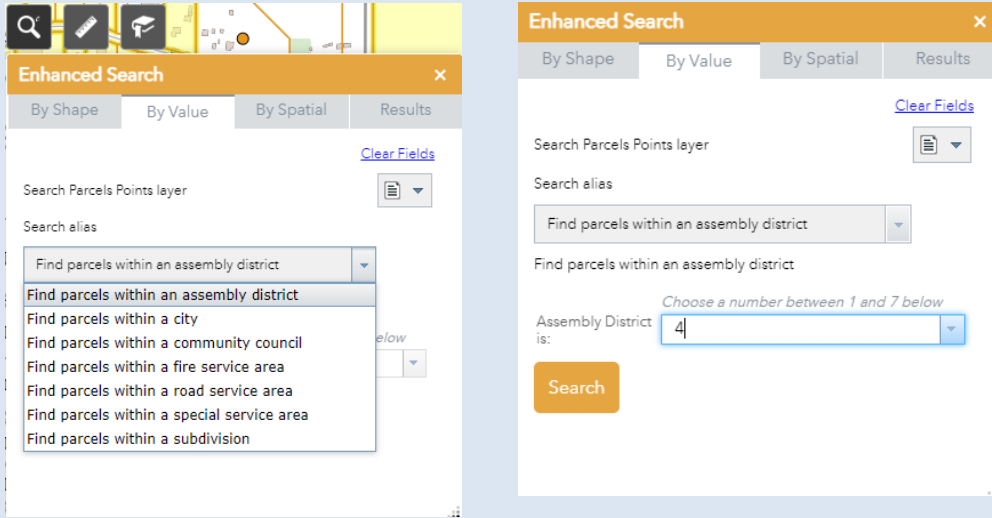 Enhanced Search ×
By Shape By Value By Spatial Results
Clear Fields
Search Parcels Points layer
Search alias
Find parcels within an assembly district
Find parcels within an assembly district
Find parcels within a city
Find parcels within a community council
elow
Find parcels within a fire service area
Find parcels within a road service area
Find parcels within a special service area
Find parcels within a subdivision
Enhanced Search ×
By Shape By Value By Spatial Results
Clear Fields
Search Parcels Points layer
Search alias
Find parcels within an assembly district
Find parcels within an assembly district
Choose a number between 1 and 7 below
Assembly District
is:
4
Search